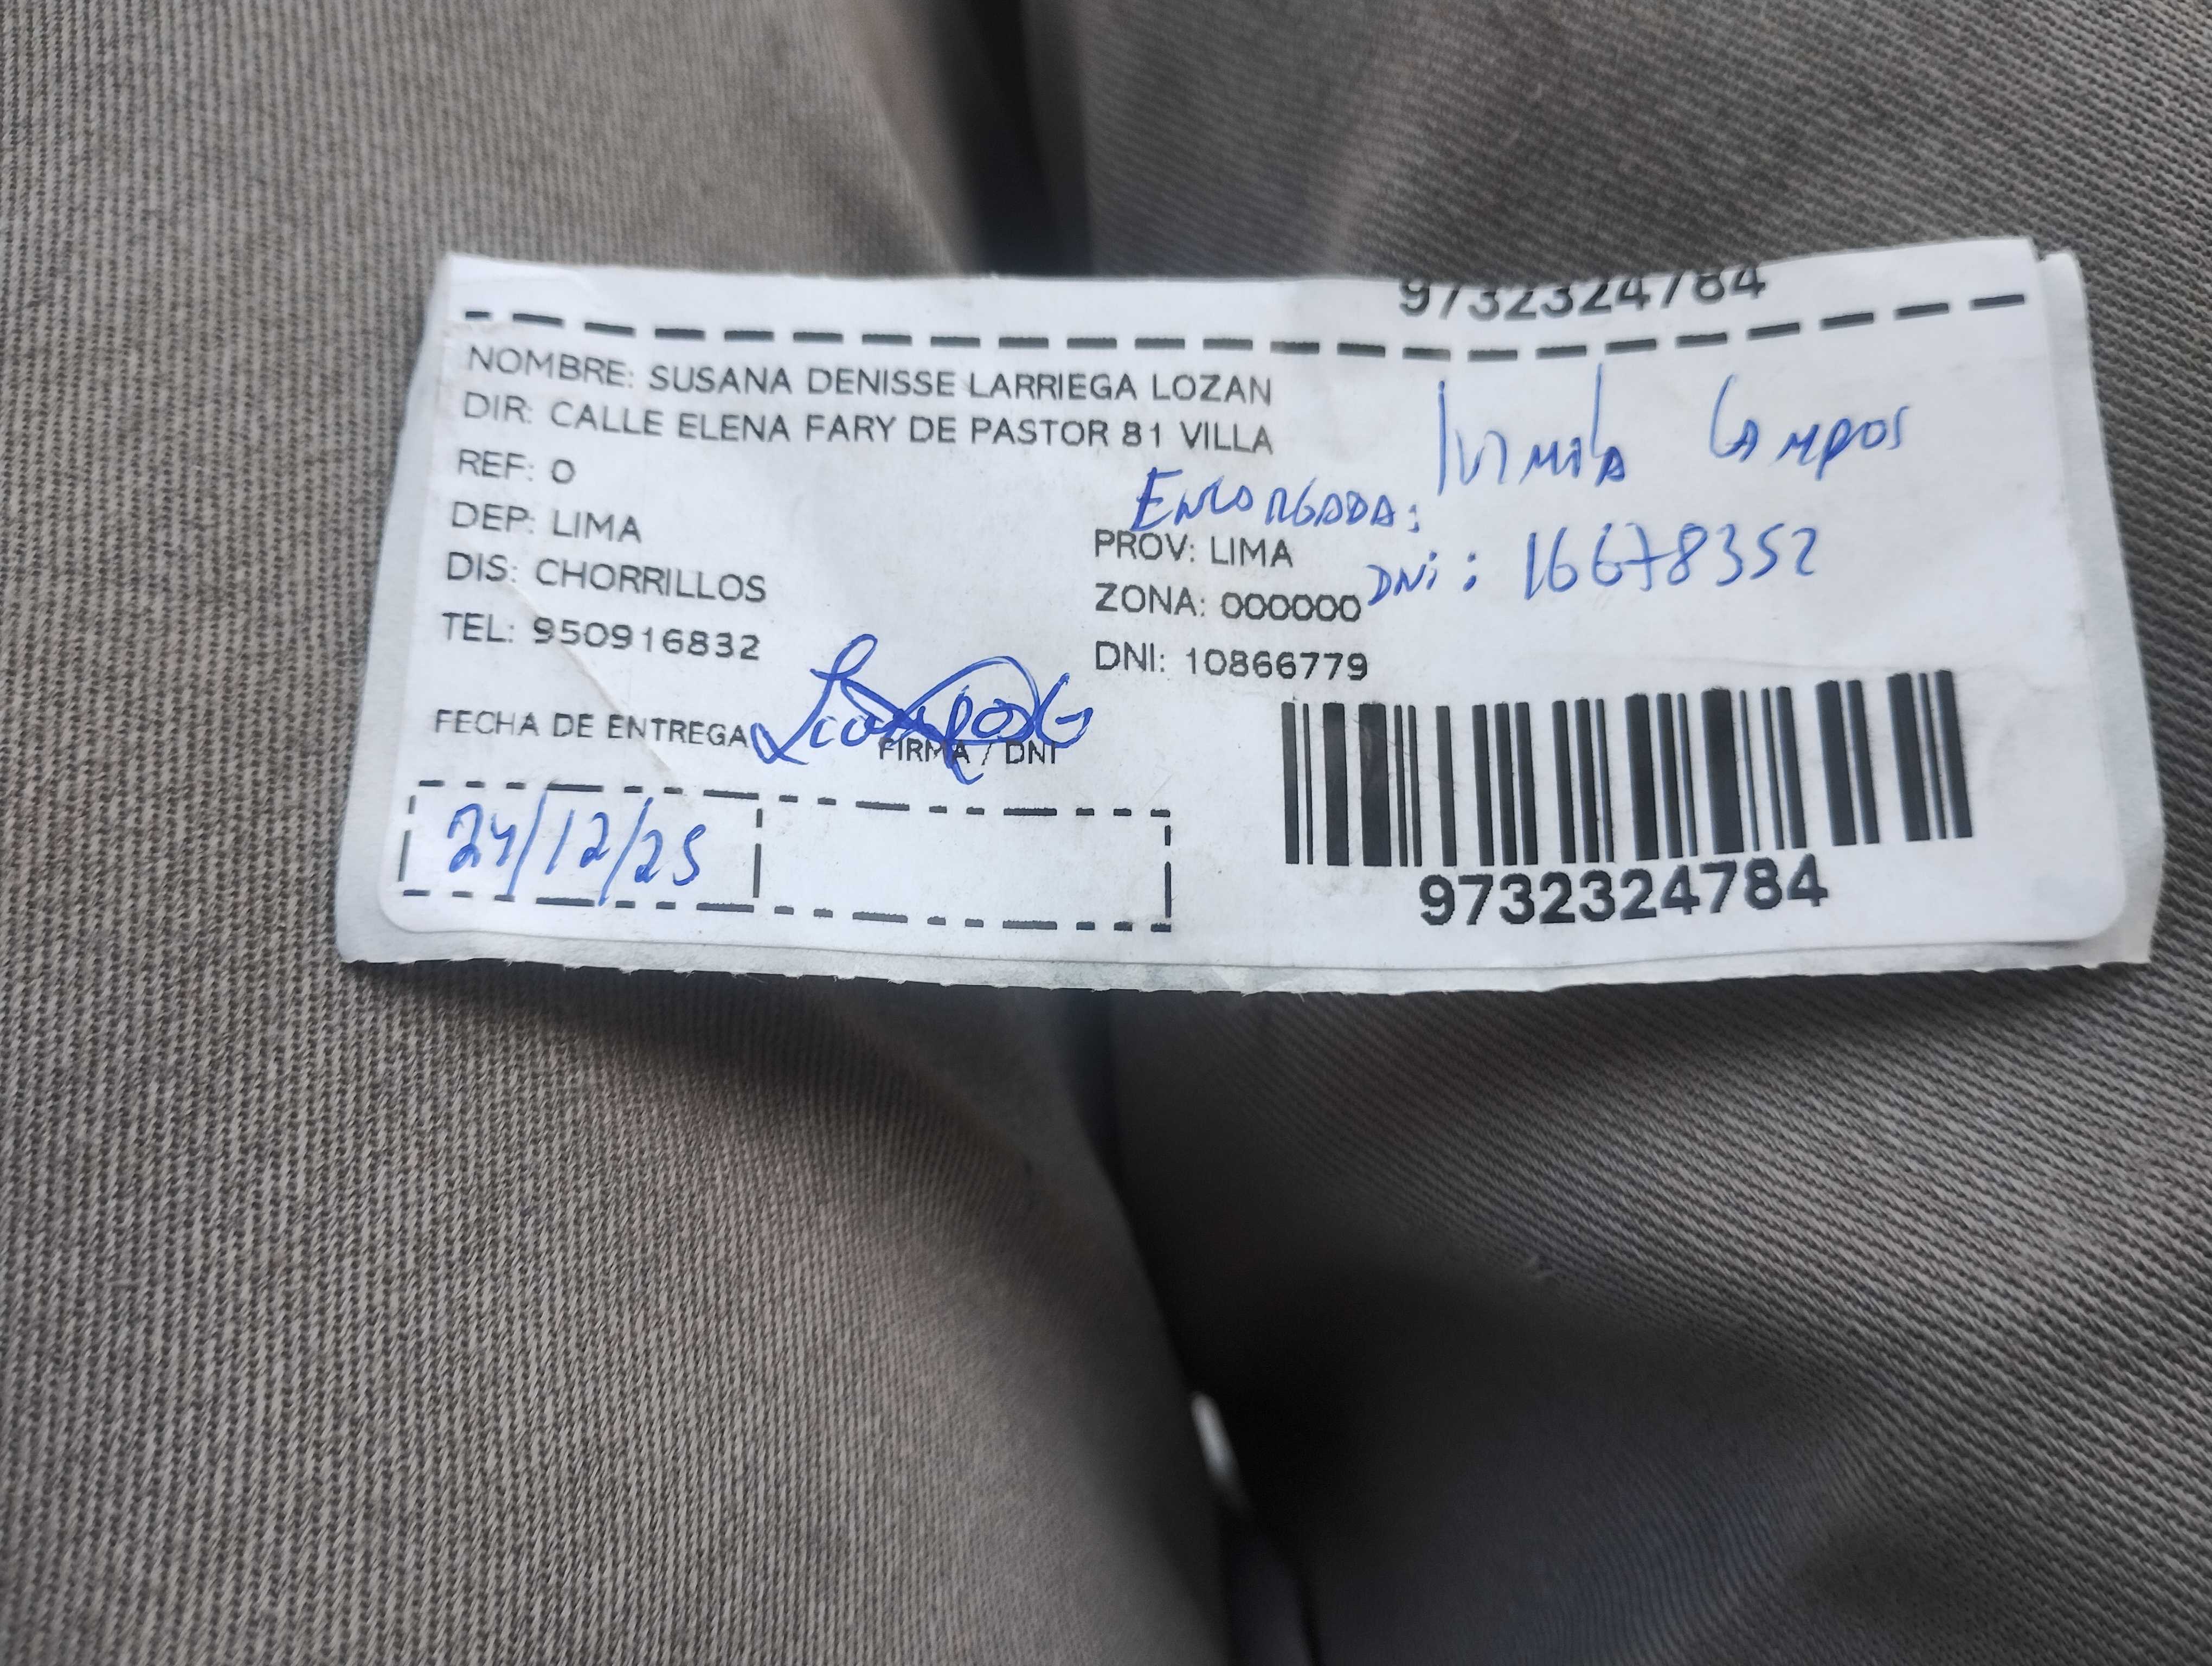 9732324784
NOMBRE: SUSANA DENISSE LARRIEGA LOZAN
DIR: CALLE ELENA FARY DE PASTOR 81 VILLA
REF: 0
ENCARGADA: luzmila CAMPOS
DEP: LIMA
PROV: LIMA
DNi: 16678352
DIS: CHORRILLOS
ZONA: 000000
TEL: 950916832
DNI: 10866779
FECHA DE ENTREGA
FIRMA / DNI
24/12/25
9732324784